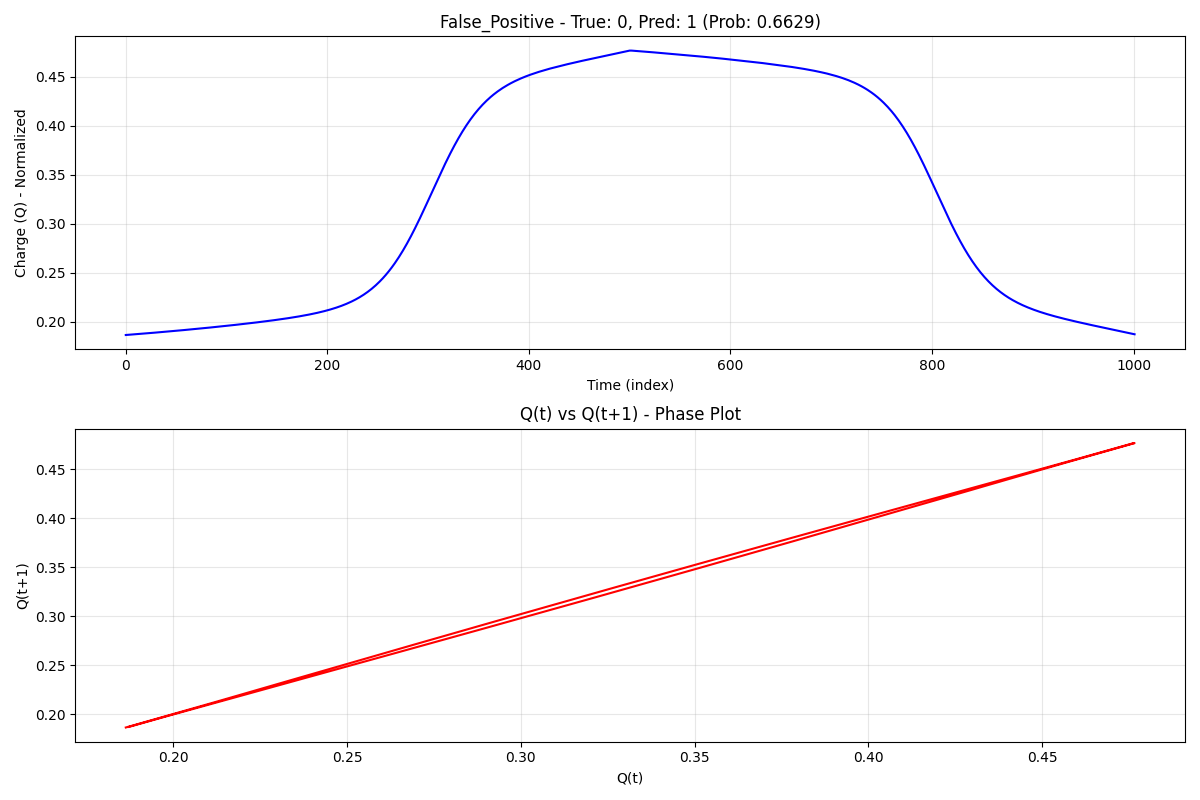 False_Positive - True: 0, Pred: 1 (Prob: 0.6629)
Charge (Q) - Normalized
0.45
0.40
0.35
0.30
0.25
0.20
0 200 400 600 800 1000
Time (index)
Q(t) vs Q(t+1) - Phase Plot
Q(t+1)
0.45
0.40
0.35
0.30
0.25
0.20
0.20 0.25 0.30 0.35 0.40 0.45
Q(t)